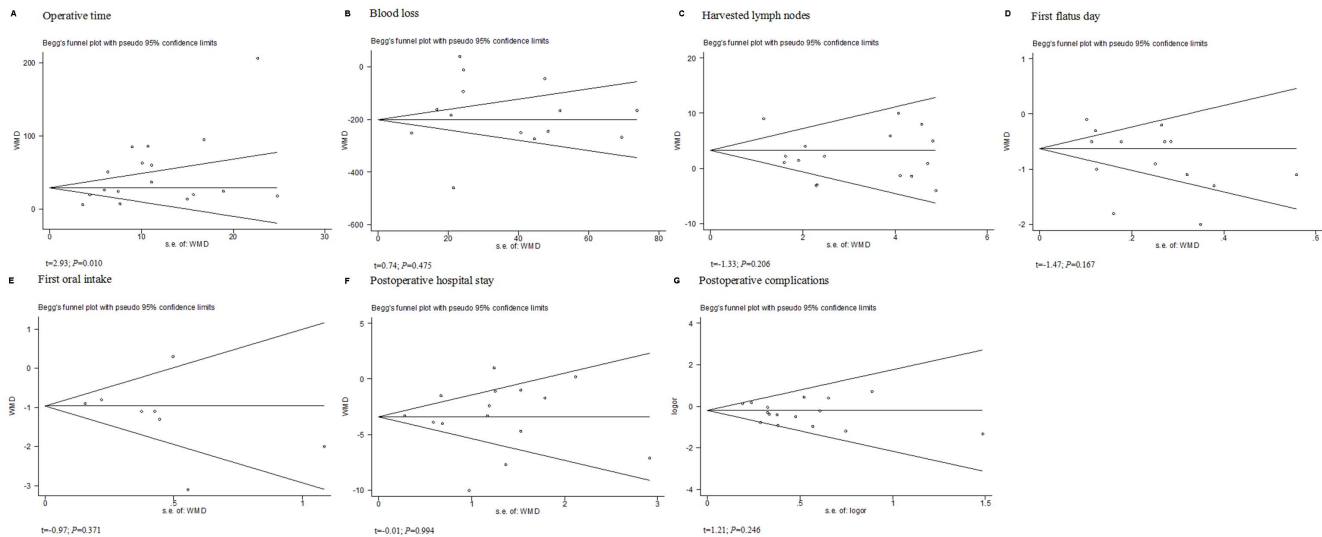 A Operative time
Begg's funnel plot with pseudo 95% confidence limits
WMD
200
100
0
0 10 20 30
s.e. of: WMD
t=2.93; P=0.010
B Blood loss
Begg's funnel plot with pseudo 95% confidence limits
WMD
0
-200
-400
-600
0 20 40 60 80
s.e. of: WMD
t=0.74; P=0.475
C Harvested lymph nodes
Begg's funnel plot with pseudo 95% confidence limits
WMD
20
10
0
-10
0 2 4 6
s.e. of: WMD
t=-1.33; P=0.206
D First flatus day
Begg's funnel plot with pseudo 95% confidence limits
WMD
1
0
-1
-2
0 .2 .4 .6
s.e. of: WMD
t=-1.47; P=0.167
E First oral intake
Begg's funnel plot with pseudo 95% confidence limits
WMD
1
0
-1
-2
-3
0 .5 1
s.e. of: WMD
t=-0.97; P=0.371
F Postoperative hospital stay
Begg's funnel plot with pseudo 95% confidence limits
WMD
5
0
-5
-10
0 1 2 3
s.e. of: WMD
t=-0.01; P=0.994
G Postoperative complications
Begg's funnel plot with pseudo 95% confidence limits
logor
4
2
0
-2
-4
0 .5 1 1.5
s.e. of: logor
t=1.21; P=0.246